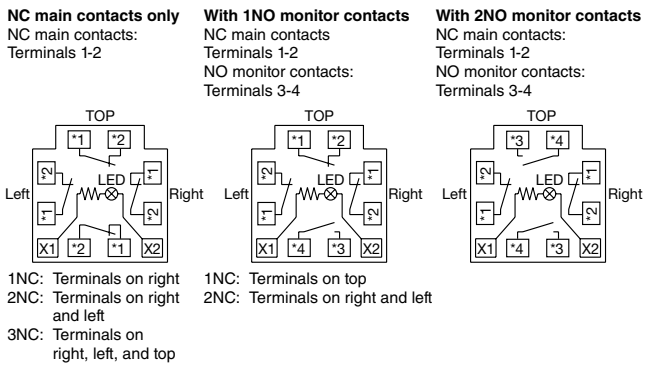 NC main contacts only
NC main contacts:
Terminals 1-2
With 1NO monitor contacts
NC main contacts
Terminals 1-2
NO monitor contacts:
Terminals 3-4
With 2NO monitor contacts
NC main contacts:
Terminals 1-2
NO monitor contacts:
Terminals 3-4
TOP
*1 *2
*2 LED *1
Left Right
*1 *2
X1 *2 *1 X2
TOP
*1 *2
*2 LED *1
Left Right
*1 *2
X1 *4 *3 X2
TOP
*3 *4
*2 LED *1
Left Right
*1 *2
X1 *4 *3 X2
1NC: Terminals on right
2NC: Terminals on right
and left
3NC: Terminals on
right, left, and top
1NC: Terminals on top
2NC: Terminals on right and left